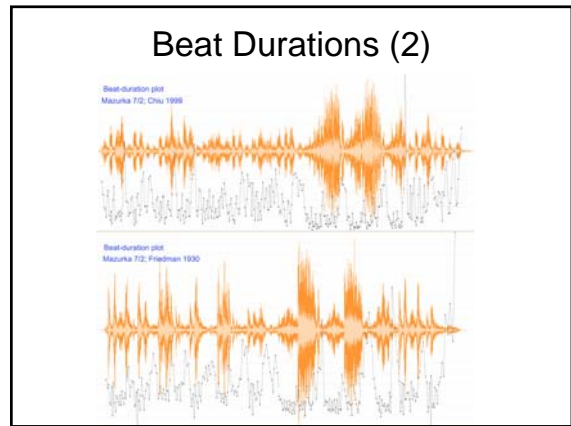 Beat Durations (2)
Beat-duration plot
Mazurka 7/2; Chiu 1999
Beat-duration plot
Mazurka 7/2; Friedman 1930